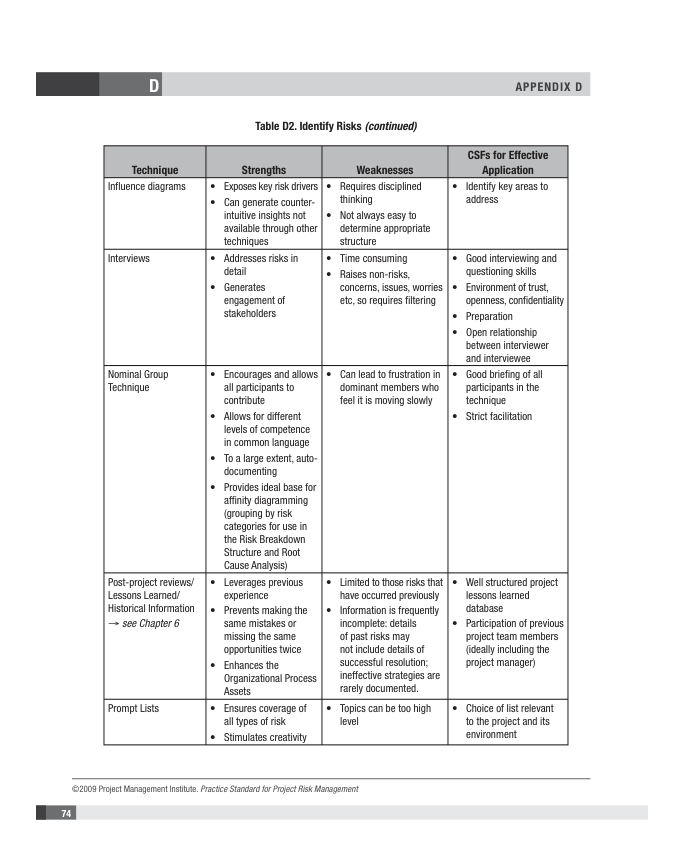 D
APPENDIX D
Table D2. Identify Risks (continued)
Technique
Strengths
Weaknesses
CSFs for Effective
Application
Influence diagrams
• Exposes key risk drivers
• Can generate counter-
intuitive insights not
available through other
techniques
• Requires disciplined
thinking
• Not always easy to
determine appropriate
structure
• Identify key areas to
address
Interviews
• Addresses risks in
detail
• Generates
engagement of
stakeholders
• Time consuming
• Raises non-risks,
concerns, issues, worries
etc, so requires filtering
• Good interviewing and
questioning skills
• Environment of trust,
openness, confidentiality
• Preparation
• Open relationship
between interviewer
and interviewee
Nominal Group
Technique
• Encourages and allows
all participants to
contribute
• Allows for different
levels of competence
in common language
• To a large extent, auto-
documenting
• Provides ideal base for
affinity diagramming
(grouping by risk
categories for use in
the Risk Breakdown
Structure and Root
Cause Analysis)
• Can lead to frustration in
dominant members who
feel it is moving slowly
• Good briefing of all
participants in the
technique
• Strict facilitation
Post-project reviews/
Lessons Learned/
Historical Information
→ see Chapter 6
• Leverages previous
experience
• Prevents making the
same mistakes or
missing the same
opportunities twice
• Enhances the
Organizational Process
Assets
• Limited to those risks that
have occurred previously
• Information is frequently
incomplete: details
of past risks may
not include details of
successful resolution;
ineffective strategies are
rarely documented.
• Well structured project
lessons learned
database
• Participation of previous
project team members
(ideally including the
project manager)
Prompt Lists
• Ensures coverage of
all types of risk
• Stimulates creativity
• Topics can be too high
level
• Choice of list relevant
to the project and its
environment
©2009 Project Management Institute. Practice Standard for Project Risk Management
74